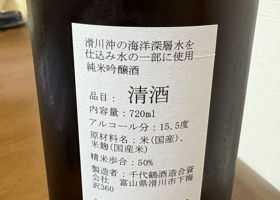 滑川沖の海洋深層水を
仕込み水の一部に使用
純米吟醸酒
品目： 清酒
内容量：720ml
アルコール分：15.5度
原材料名：米(国産)、
米麹(国産米)
精米歩合：50%
製造者：千代鶴酒造合資
会社 富山県滑川市下梅
沢360